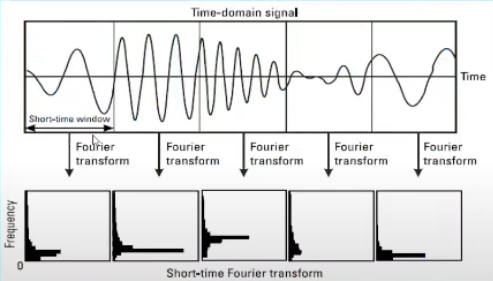 Time-domain signal
Time
Short-time window
Fourier transform
Fourier transform
Fourier transform
Fourier transform
Fourier transform
Frequency
0
Short-time Fourier transform